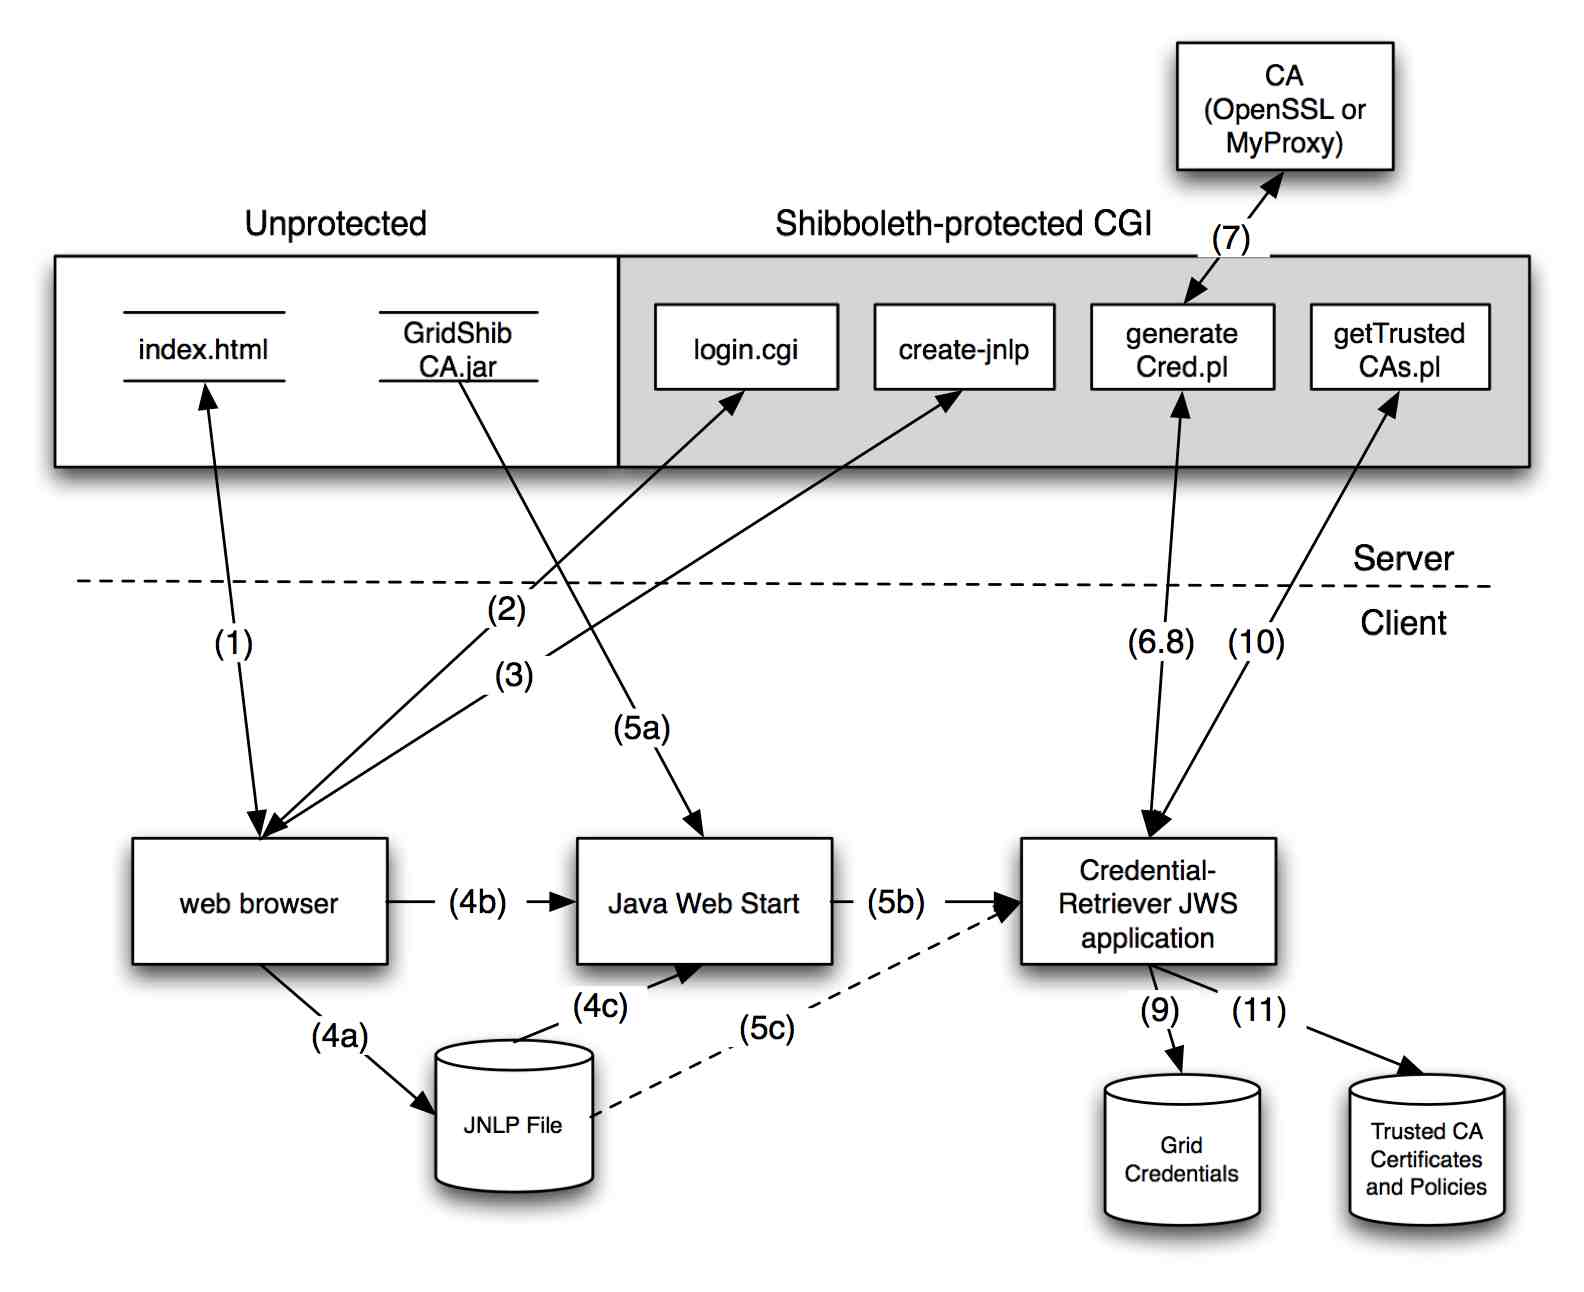 CA
(OpenSSL or
MyProxy)
Unprotected
Shibboleth-protected CGI
(7)
index.html
GridShib
CA.jar
login.cgi
create-jnlp
generate
Cred.pl
getTrusted
CAs.pl
Server
Client
(1)
(2)
(3)
(5a)
(6.8)
(10)
web browser
(4b)
Java Web Start
(5b)
Credential-
Retriever JWS
application
(4a)
(4c)
(5c)
(9)
(11)
JNLP File
Grid
Credentials
Trusted CA
Certificates
and Policies